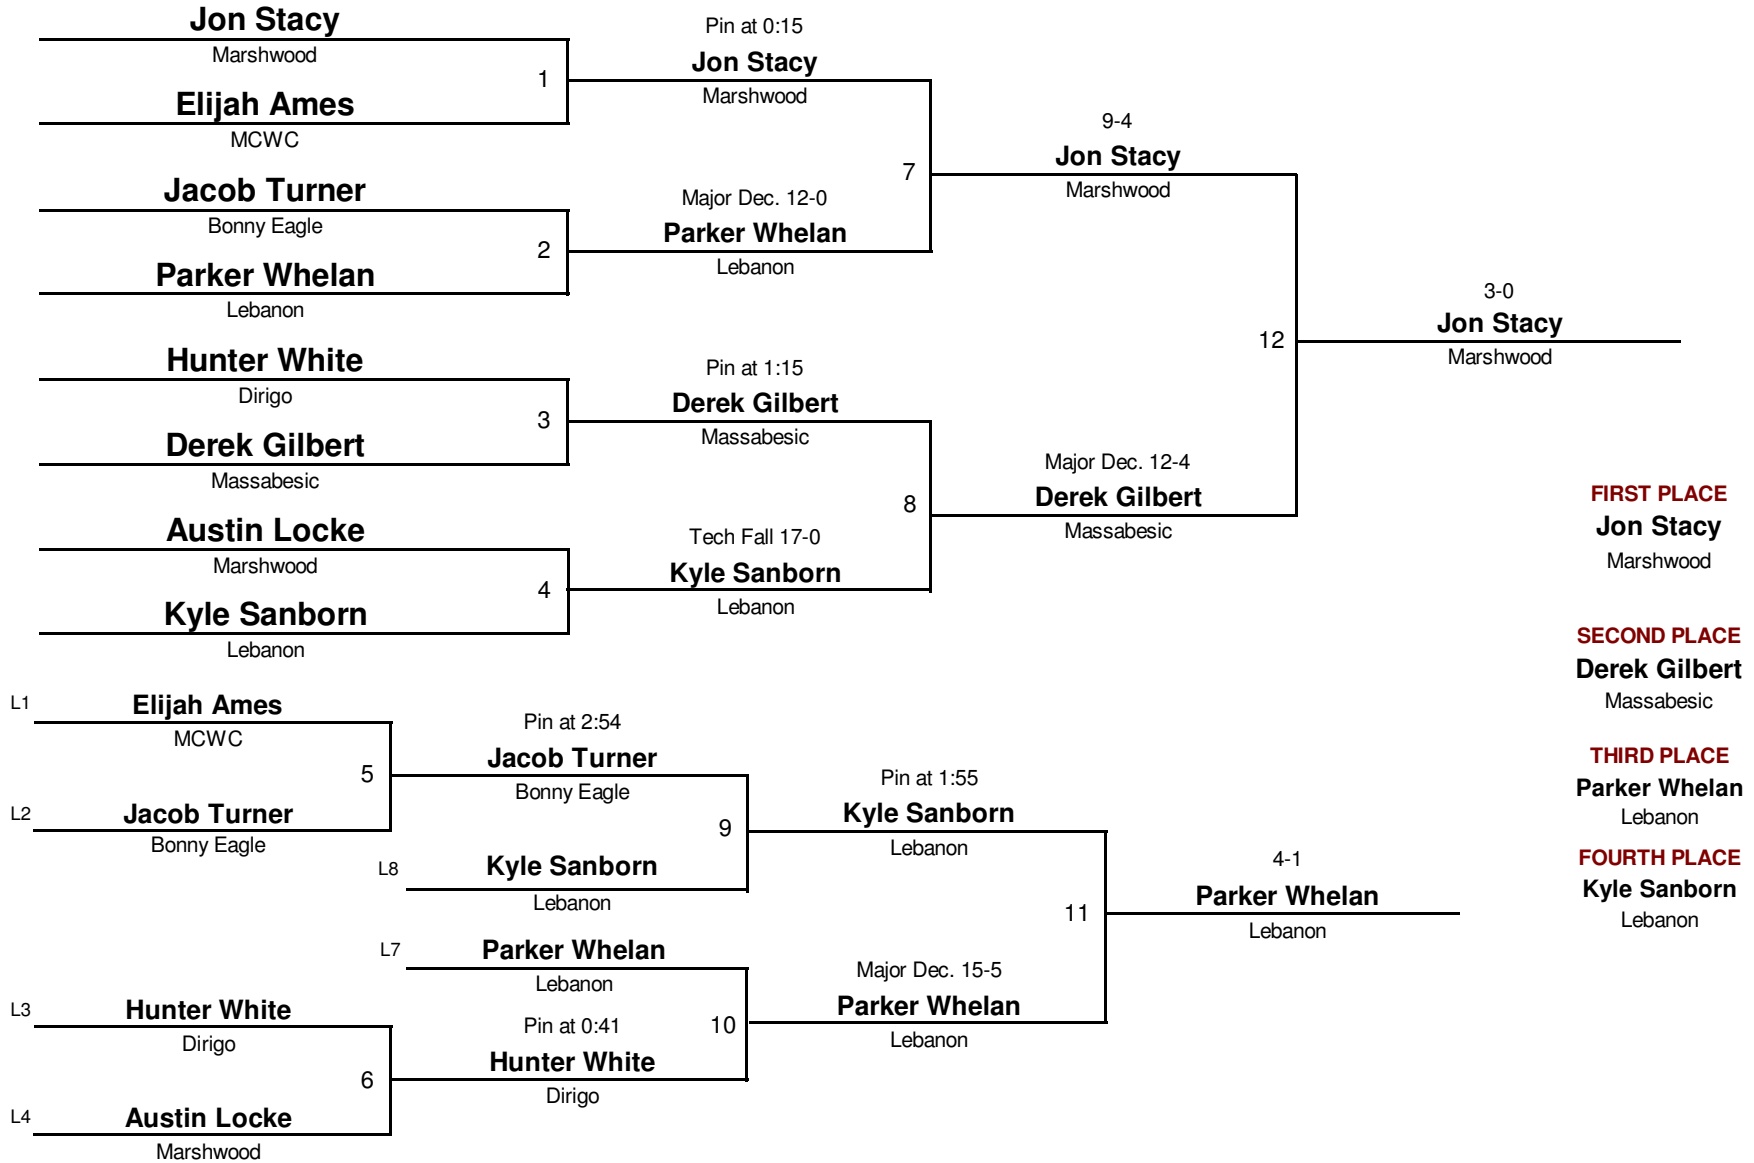 Jon Stacy
Marshwood
1
Elijah Ames
MCWC
Pin at 0:15
Jon Stacy
Marshwood
Jacob Turner
Bonny Eagle
2
Parker Whelan
Lebanon
Major Dec. 12-0
Parker Whelan
Lebanon
7
9-4
Jon Stacy
Marshwood
Hunter White
Dirigo
3
Derek Gilbert
Massabesic
Pin at 1:15
Derek Gilbert
Massabesic
Austin Locke
Marshwood
4
Kyle Sanborn
Lebanon
Tech Fall 17-0
Kyle Sanborn
Lebanon
8
Major Dec. 12-4
Derek Gilbert
Massabesic
12
3-0
Jon Stacy
Marshwood
FIRST PLACE
Jon Stacy
Marshwood
SECOND PLACE
Derek Gilbert
Massabesic
THIRD PLACE
Parker Whelan
Lebanon
FOURTH PLACE
Kyle Sanborn
Lebanon
L1
Elijah Ames
MCWC
5
L2
Jacob Turner
Bonny Eagle
Pin at 2:54
Jacob Turner
Bonny Eagle
9
L8
Kyle Sanborn
Lebanon
Pin at 1:55
Kyle Sanborn
Lebanon
L7
Parker Whelan
Lebanon
L3
Hunter White
Dirigo
6
L4
Austin Locke
Marshwood
Pin at 0:41
Hunter White
Dirigo
10
Major Dec. 15-5
Parker Whelan
Lebanon
11
4-1
Parker Whelan
Lebanon